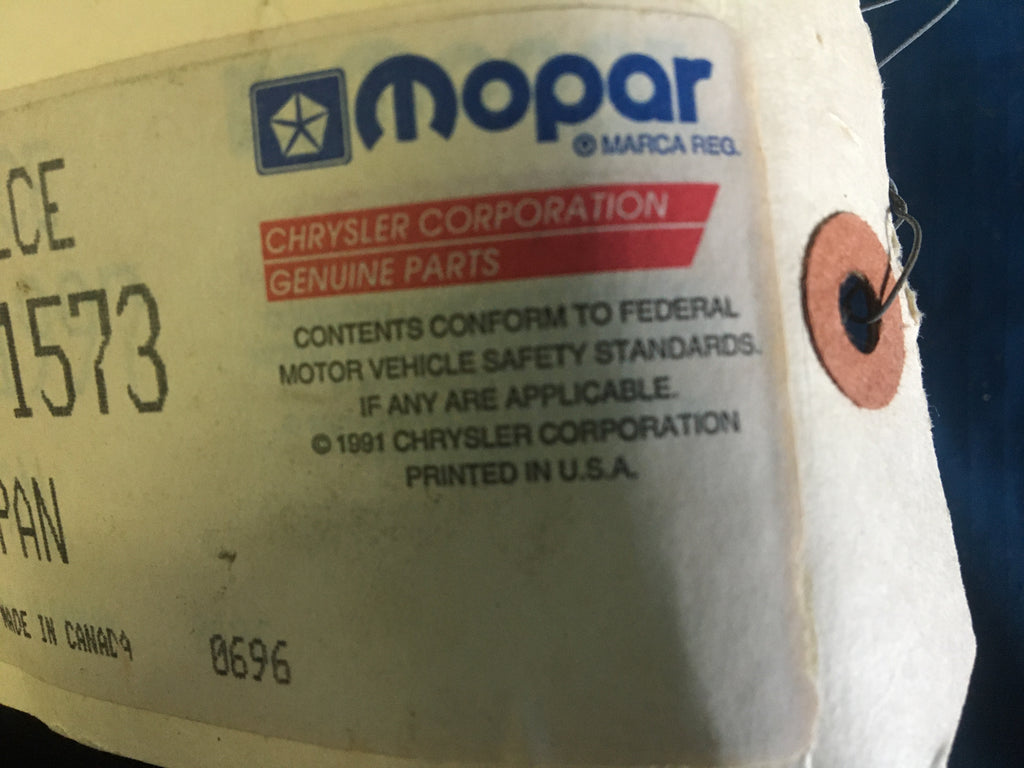 mopar
® MARCA REG.
CHRYSLER CORPORATION
GENUINE PARTS
CONTENTS CONFORM TO FEDERAL
MOTOR VEHICLE SAFETY STANDARDS.
IF ANY ARE APPLICABLE.
© 1991 CHRYSLER CORPORATION
PRINTED IN U.S.A.
CE
1573
PAN
MADE IN CANADA
0696